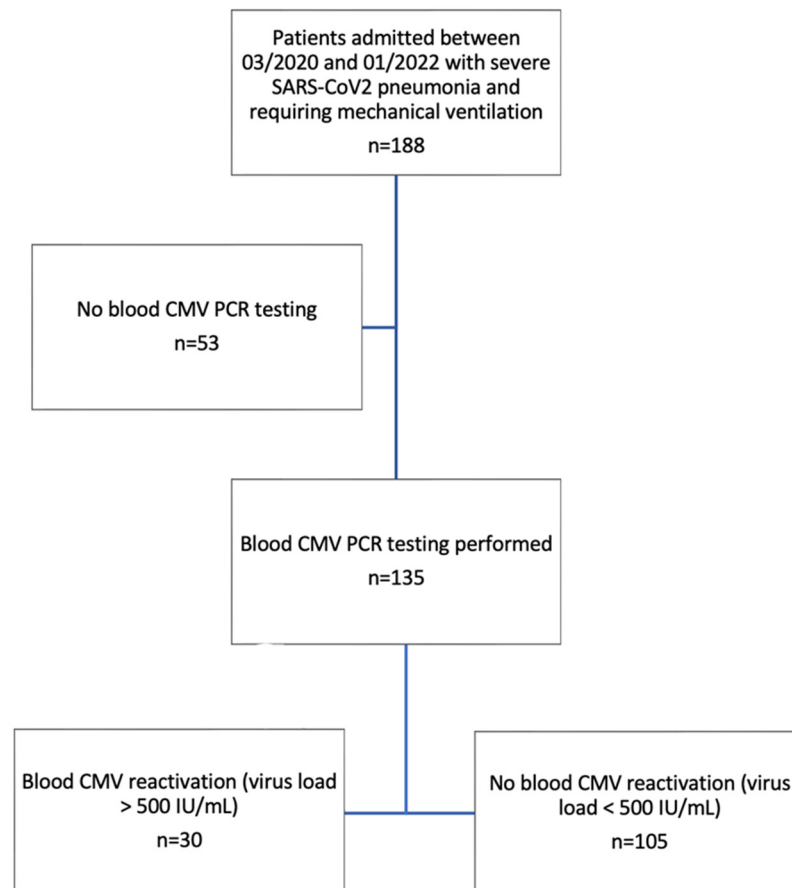 Patients admitted between
03/2020 and 01/2022 with severe
SARS-CoV2 pneumonia and
requiring mechanical ventilation
n=188
No blood CMV PCR testing
n=53
Blood CMV PCR testing performed
n=135
Blood CMV reactivation (virus load
> 500 IU/mL)
n=30
No blood CMV reactivation (virus
load < 500 IU/mL)
n=105